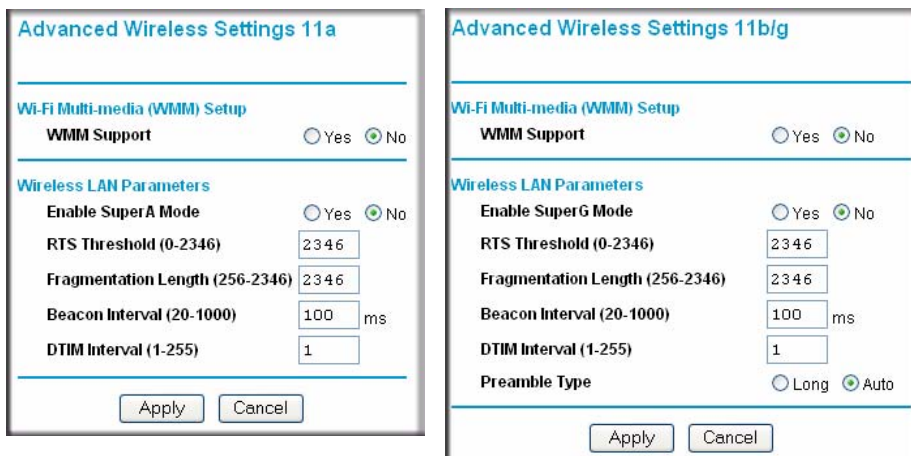 Advanced Wireless Settings 11a
Wi-Fi Multi-media (WMM) Setup
WMM Support Yes No
Wireless LAN Parameters
Enable SuperA Mode Yes No
RTS Threshold (0-2346) 2346
Fragmentation Length (256-2346) 2346
Beacon Interval (20-1000) 100 ms
DTIM Interval (1-255) 1
Apply Cancel
Advanced Wireless Settings 11b/g
Wi-Fi Multi-media (WMM) Setup
WMM Support Yes No
Wireless LAN Parameters
Enable SuperG Mode Yes No
RTS Threshold (0-2346) 2346
Fragmentation Length (256-2346) 2346
Beacon Interval (20-1000) 100 ms
DTIM Interval (1-255) 1
Preamble Type Long Auto
Apply Cancel